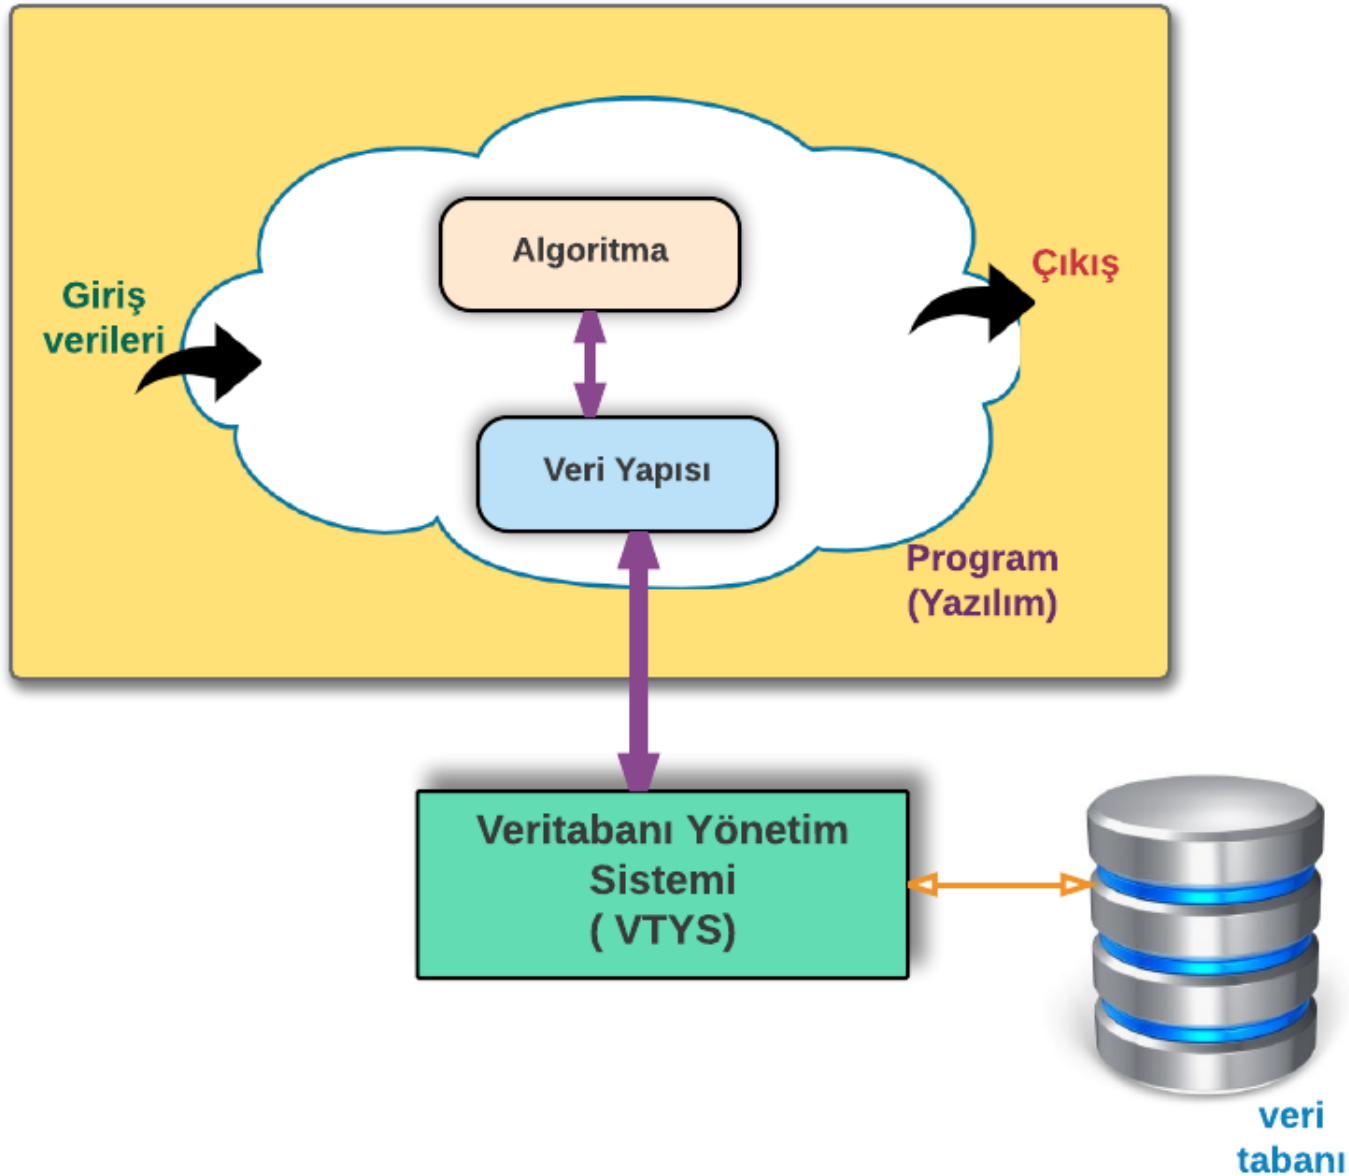 Algoritma
Çıkış
Giriş
verileri
Veri Yapısı
Program
(Yazılım)
Veritabanı Yönetim
Sistemi
( VTYS)
veri
tabanı